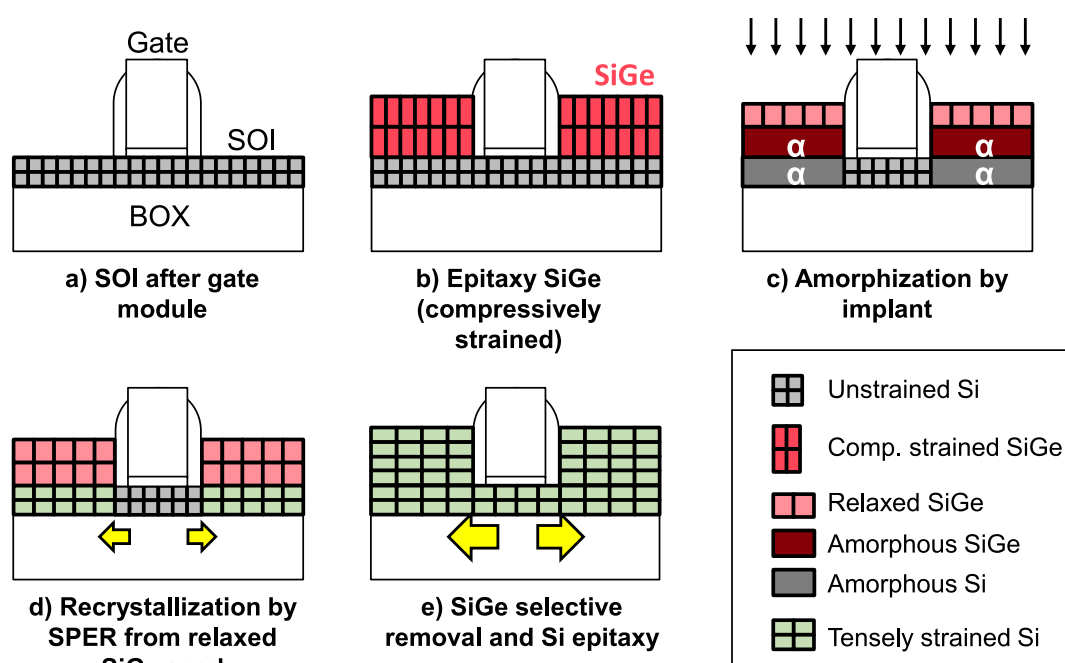 Gate
SOI
BOX
a) SOI after gate
module
SiGe
b) Epitaxy SiGe
(compressively
strained)
α
α
α
α
c) Amorphization by
implant
d) Recrystallization by
SPER from relaxed
e) SiGe selective
removal and Si epitaxy
Unstrained Si
Comp. strained SiGe
Relaxed SiGe
Amorphous SiGe
Amorphous Si
Tensely strained Si